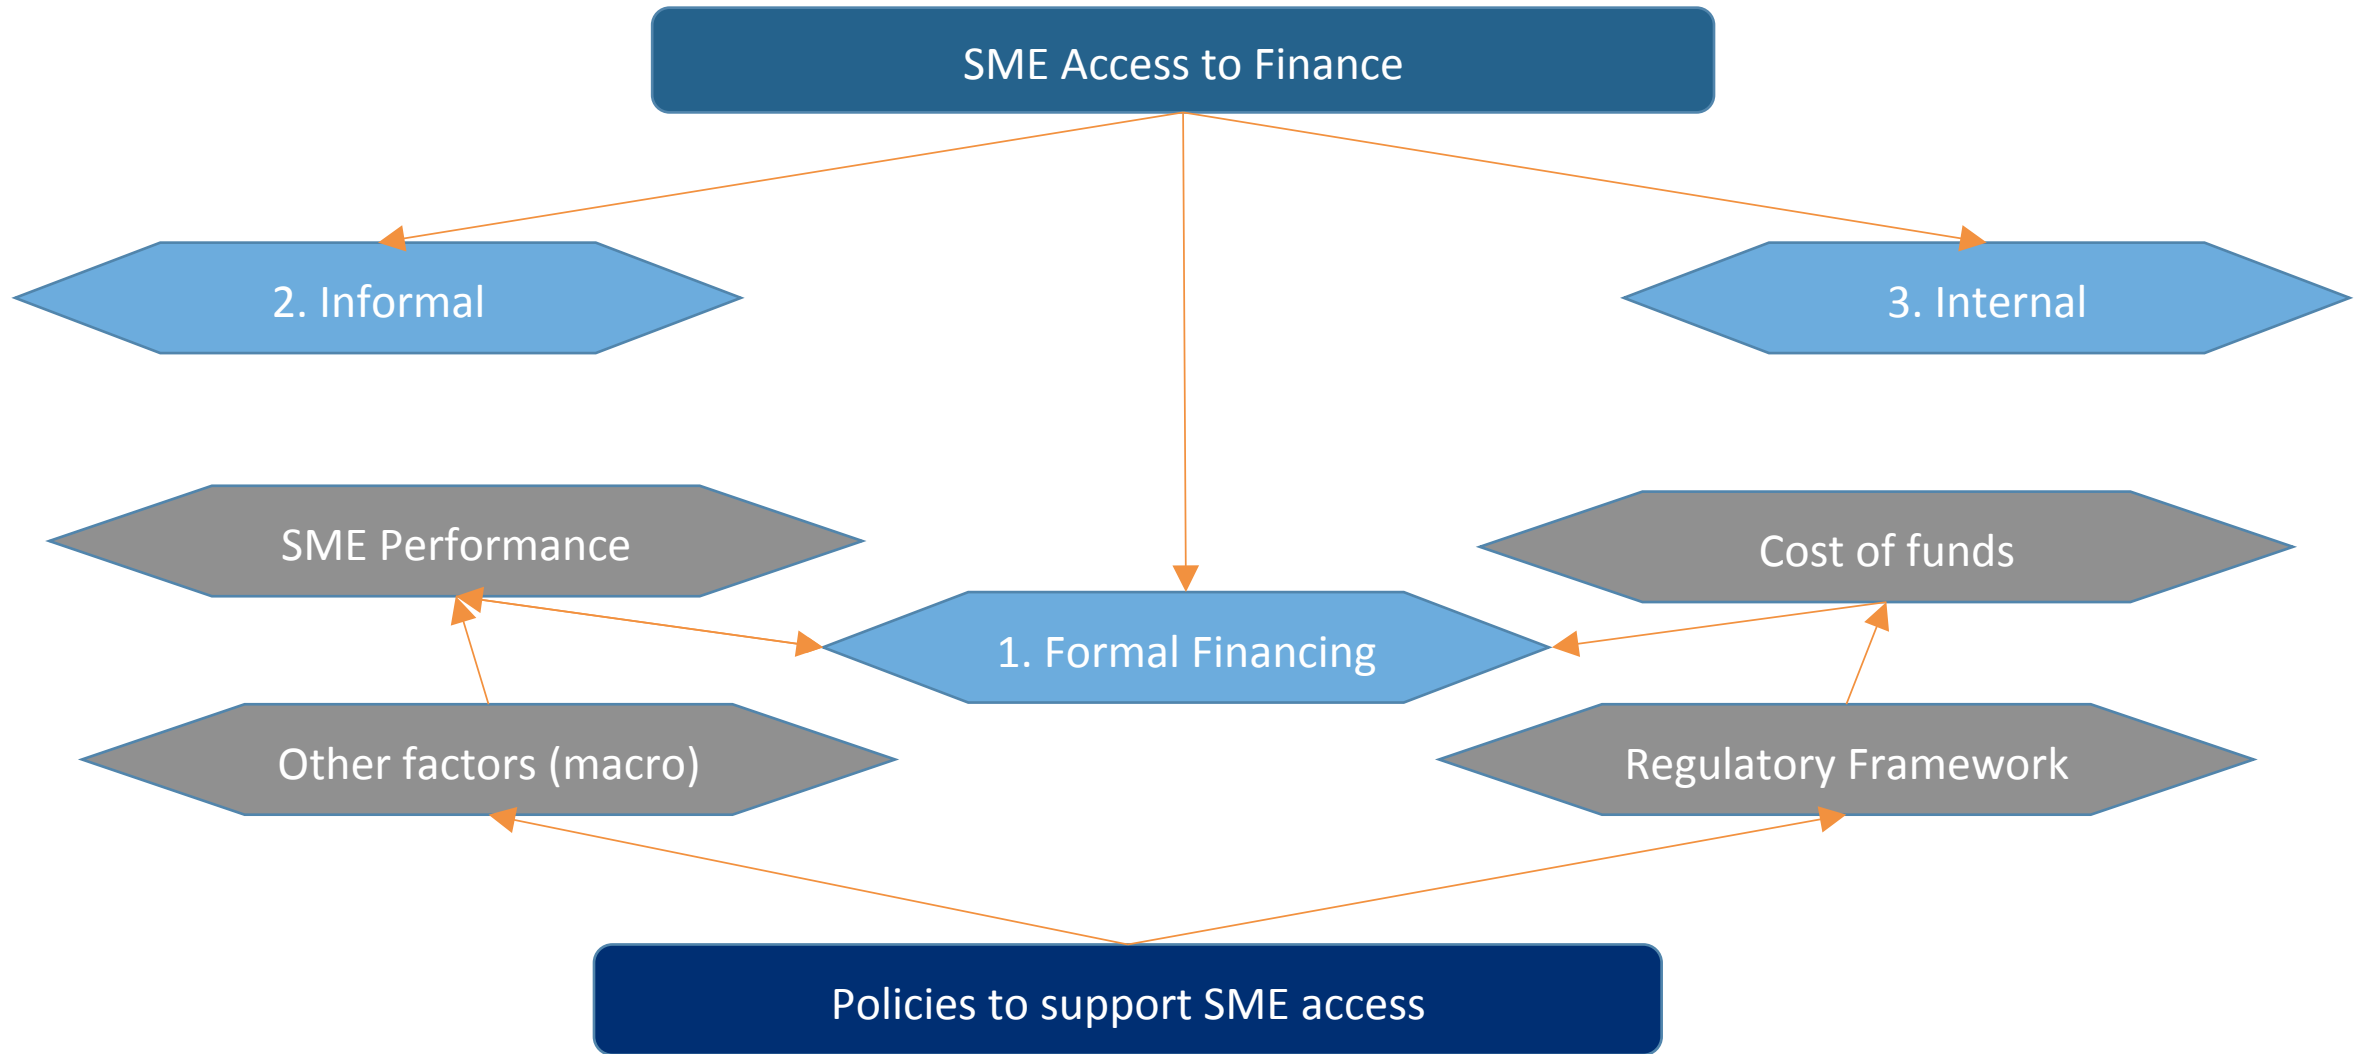 SME Access to Finance
2. Informal
3. Internal
SME Performance
Cost of funds
1. Formal Financing
Other factors (macro)
Regulatory Framework
Policies to support SME access